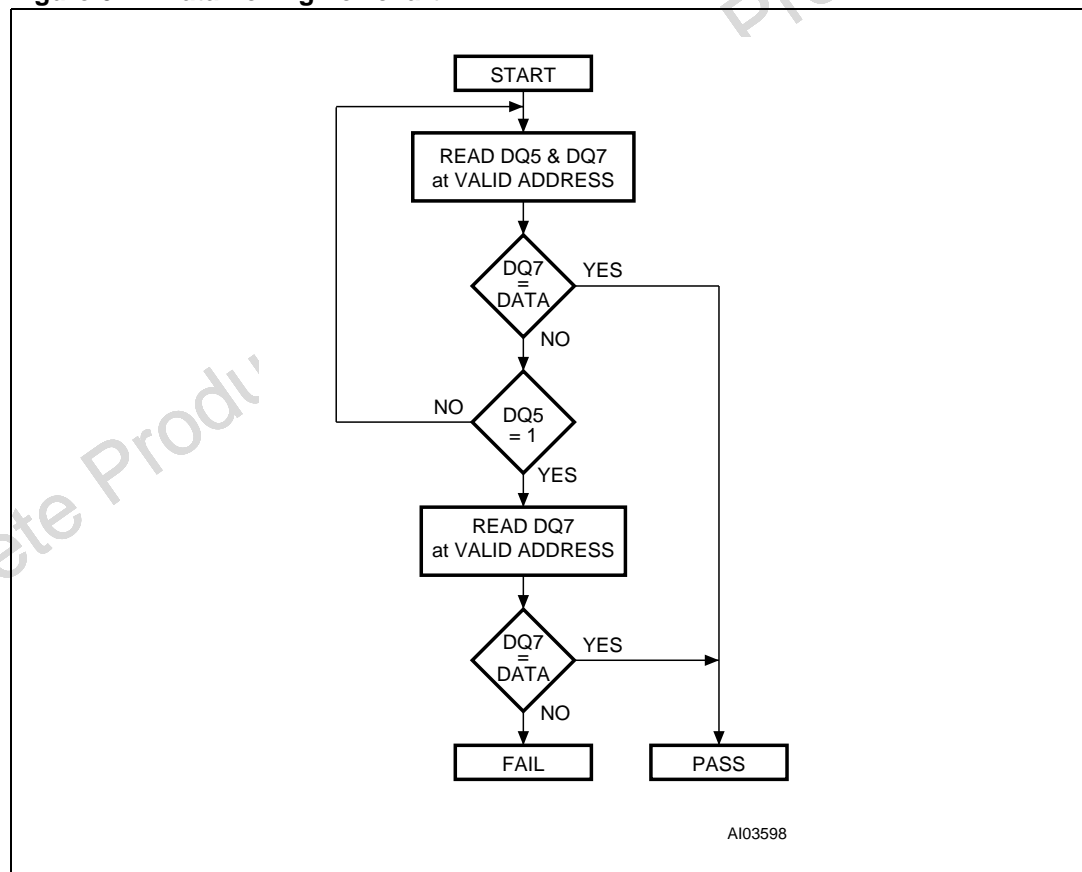 START
READ DQ5 & DQ7
at VALID ADDRESS
DQ7
=
DATA
YES
NO
DQ5
= 1
NO
YES
READ DQ7
at VALID ADDRESS
DQ7
=
DATA
YES
NO
FAIL
PASS
AI03598